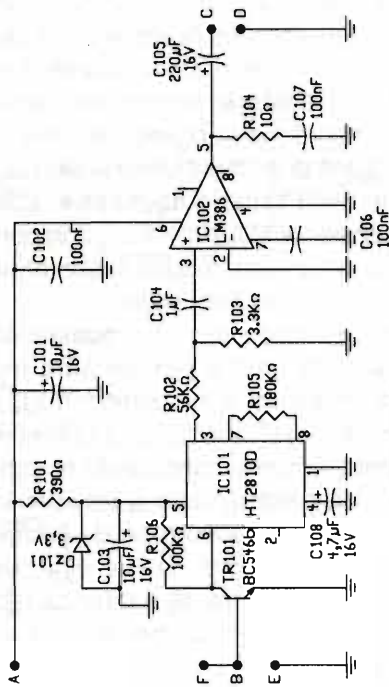 A
R101
390Ω
C101
10µF
16V
C102
100nF
Dz101
3,3V
C103
10µF
16V
R106
100KΩ
5
6
IC101
HT2810D
3
7
8
R105
180KΩ
2
4
1
C108
4,7µF
16V
TR101
BC546b
F
B
E
R102
56KΩ
R103
3.3KΩ
C104
1µF
3
2
6
1
IC102
LM386
5
8
4
7
C106
100nF
C105
220µF
16V
R104
10Ω
C107
100nF
C
D